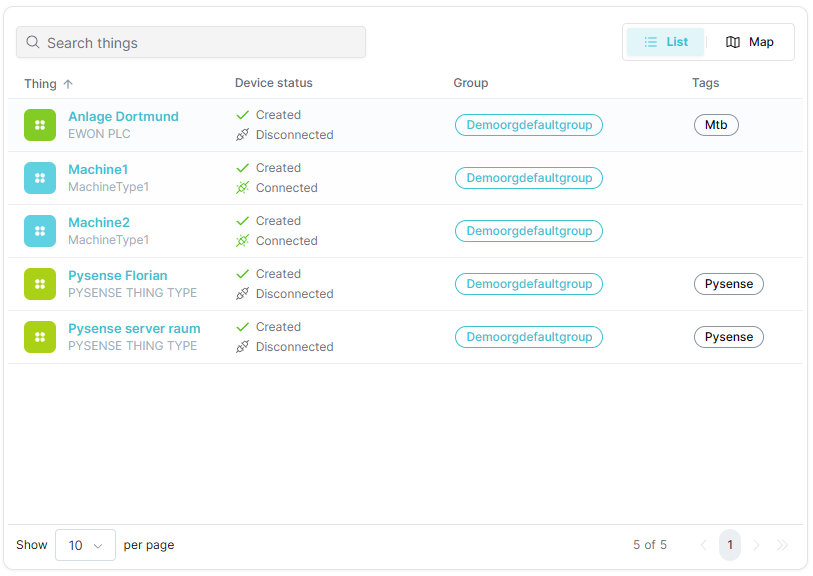 Search things
List
Map
Thing
Device status
Group
Tags
Anlage Dortmund
EWON PLC
Created
Disconnected
Demoorgdefaultgroup
Mtb
Machine1
MachineType1
Created
Connected
Demoorgdefaultgroup
Machine2
MachineType1
Created
Connected
Demoorgdefaultgroup
Pysense Florian
PYSENSE THING TYPE
Created
Disconnected
Demoorgdefaultgroup
Pysense
Pysense server raum
PYSENSE THING TYPE
Created
Disconnected
Demoorgdefaultgroup
Pysense
Show 10 per page
5 of 5
1